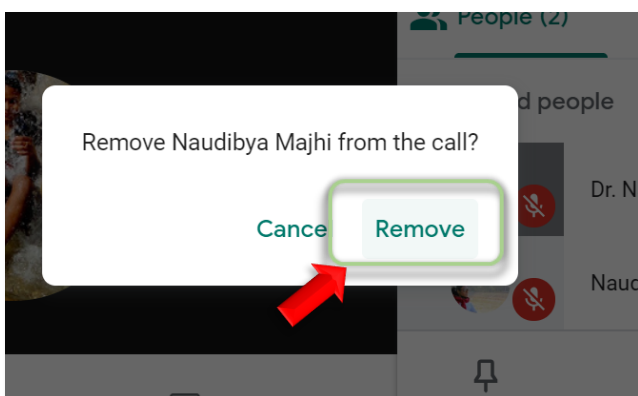 People (2)
d people
Remove Naudibya Majhi from the call?
Dr. N
Cance
Remove
Naud